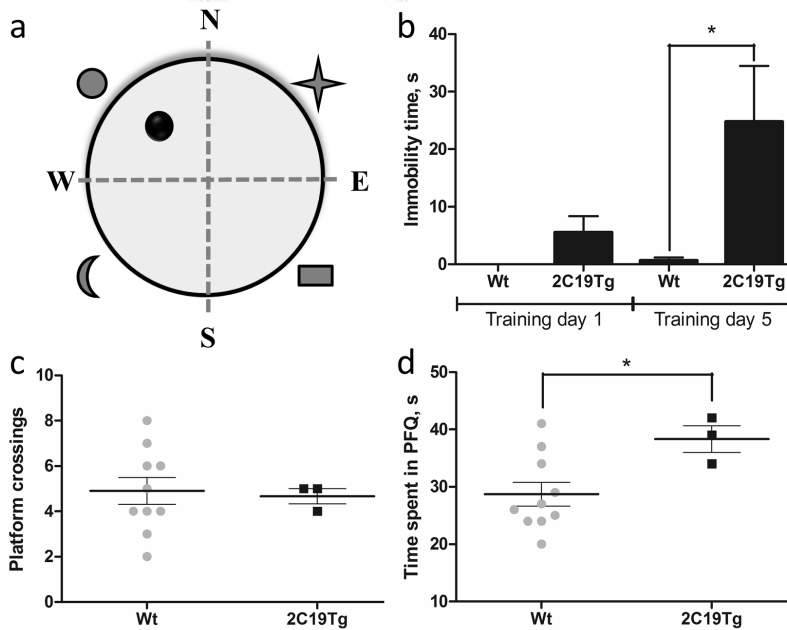 a
N
W
E
S
b
Immobility time, s
40
30
20
10
0
*
Wt
2C19Tg
Wt
2C19Tg
Training day 1
Training day 5
c
Platform crossings
10
8
6
4
2
0
Wt
2C19Tg
d
Time spent in PFQ, s
50
40
30
20
10
*
Wt
2C19Tg